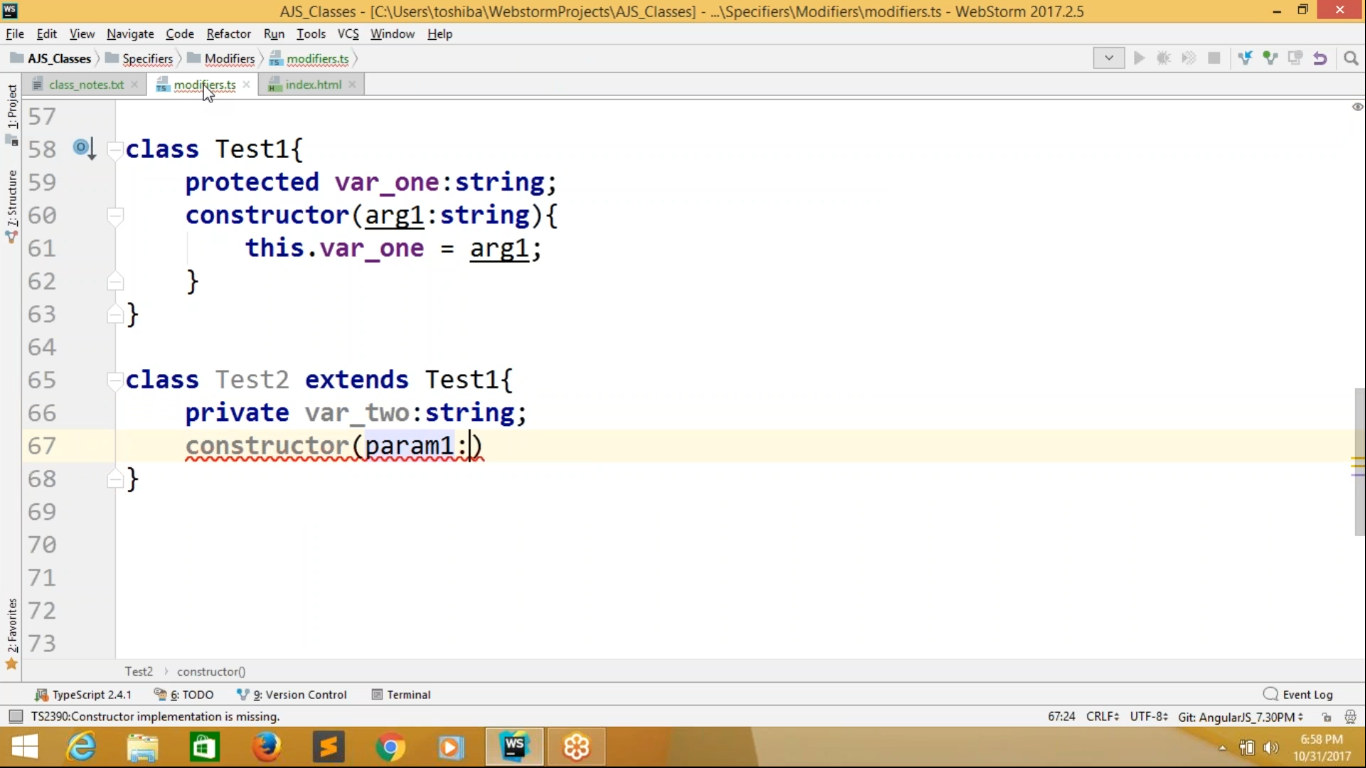 AJS_Classes - [C:\Users\toshiba\WebstormProjects\AJS_Classes] - ...\Specifiers\Modifiers\modifiers.ts - WebStorm 2017.2.5
File Edit View Navigate Code Refactor Run Tools VCS Window Help
AJS_Classes Specifiers Modifiers modifiers.ts
class_notes.txt modifiers.ts index.html
1: Project
7: Structure
2: Favorites
57
58 class Test1{
59 protected var_one:string;
60 constructor(arg1:string){
61 this.var_one = arg1;
62 }
63 }
64
65 class Test2 extends Test1{
66 private var_two:string;
67 constructor(param1:)
68 }
69
70
71
72
73
Test2 constructor()
TypeScript 2.4.1 6: TODO 9: Version Control Terminal Event Log
TS2390:Constructor implementation is missing. 67:24 CRLF UTF-8 Git: AngularJS_7.30PM
6:58 PM
10/31/2017